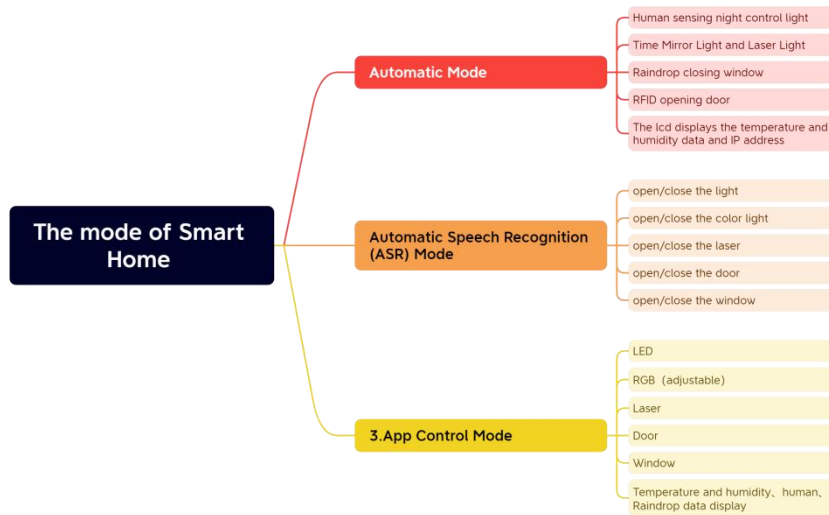 The mode of Smart
Home
Automatic Mode
Human sensing night control light
Time Mirror Light and Laser Light
Raindrop closing window
RFID opening door
The lcd displays the temperature and
humidity data and IP address
Automatic Speech Recognition
(ASR) Mode
open/close the light
open/close the color light
open/close the laser
open/close the door
open/close the window
3.App Control Mode
LED
RGB（adjustable）
Laser
Door
Window
Temperature and humidity、human、
Raindrop data display